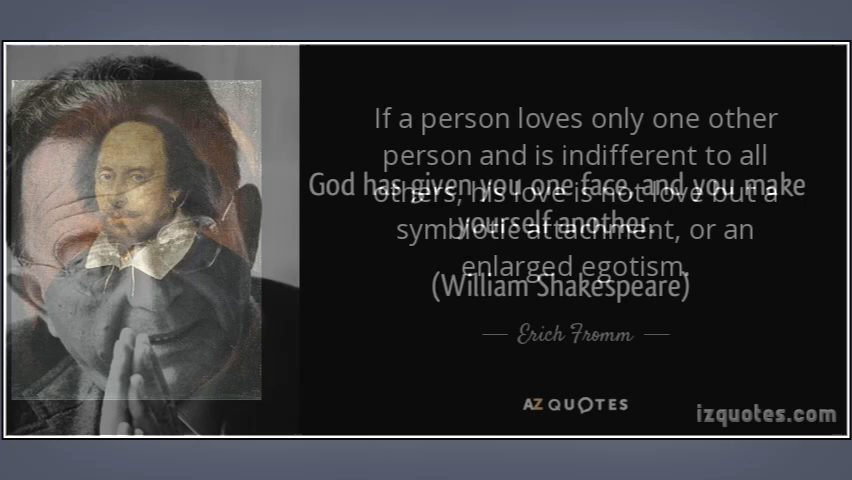 If a person loves only one other
person and is indifferent to all
God has given you one face, and you make
others, his love is not love but a
yourself another.
symbiotic attachment, or an
enlarged egotism.
(William Shakespeare)
Erich Fromm
AZ QUOTES
izquotes.com